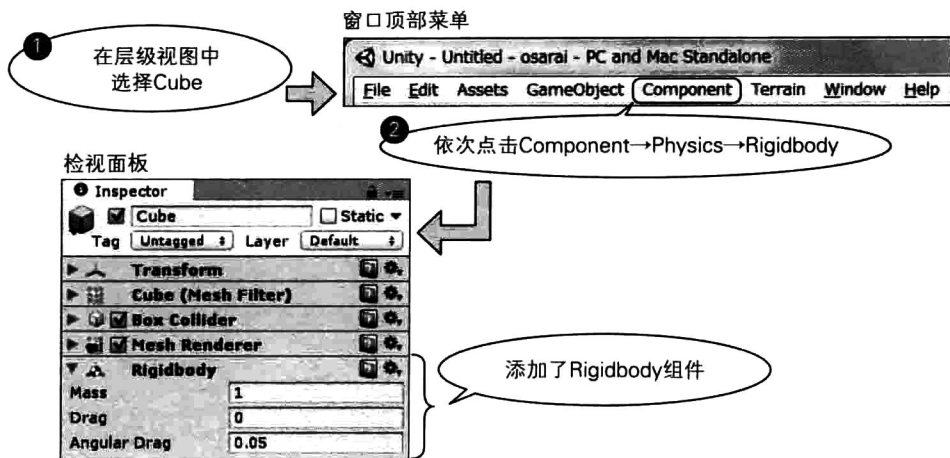 窗口顶部菜单
1
在层级视图中
选择Cube
Unity - Untitled - osarai - PC and Mac Standalone
File Edit Assets GameObject Component Terrain Window Help
2
依次点击Component→Physics→Rigidbody
检视面板
Inspector
Cube
Static
Tag Untagged Layer Default
Transform
Cube (Mesh Filter)
Box Collider
Mesh Renderer
Rigidbody
Mass 1
Drag 0
Angular Drag 0.05
添加了Rigidbody组件